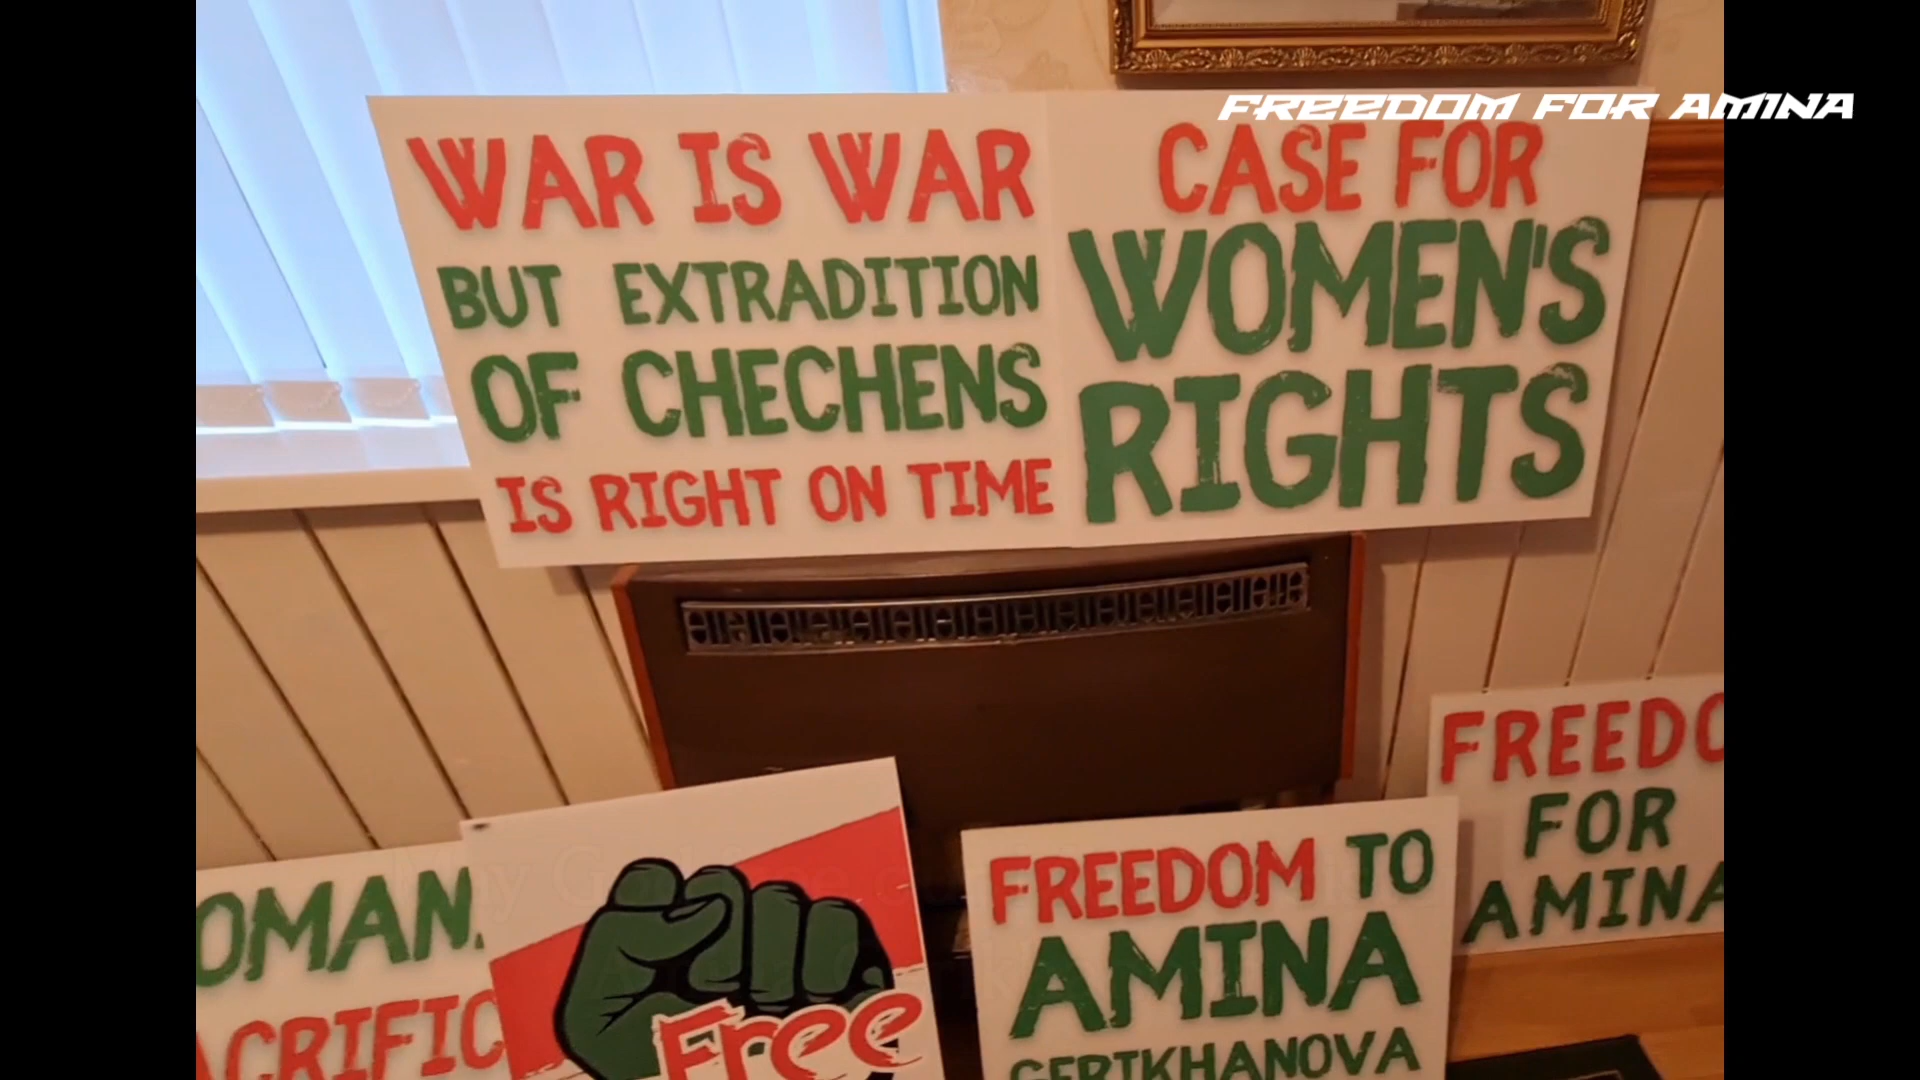 FREEDOM FOR AMINA
WAR IS WAR
BUT EXTRADITION
OF CHECHENS
IS RIGHT ON TIME
CASE FOR
WOMEN'S
RIGHTS
FREEDO
FOR
AMINA
OMAN.
ACRIFIC
Free
FREEDOM TO
AMINA
GERIKHANOVA